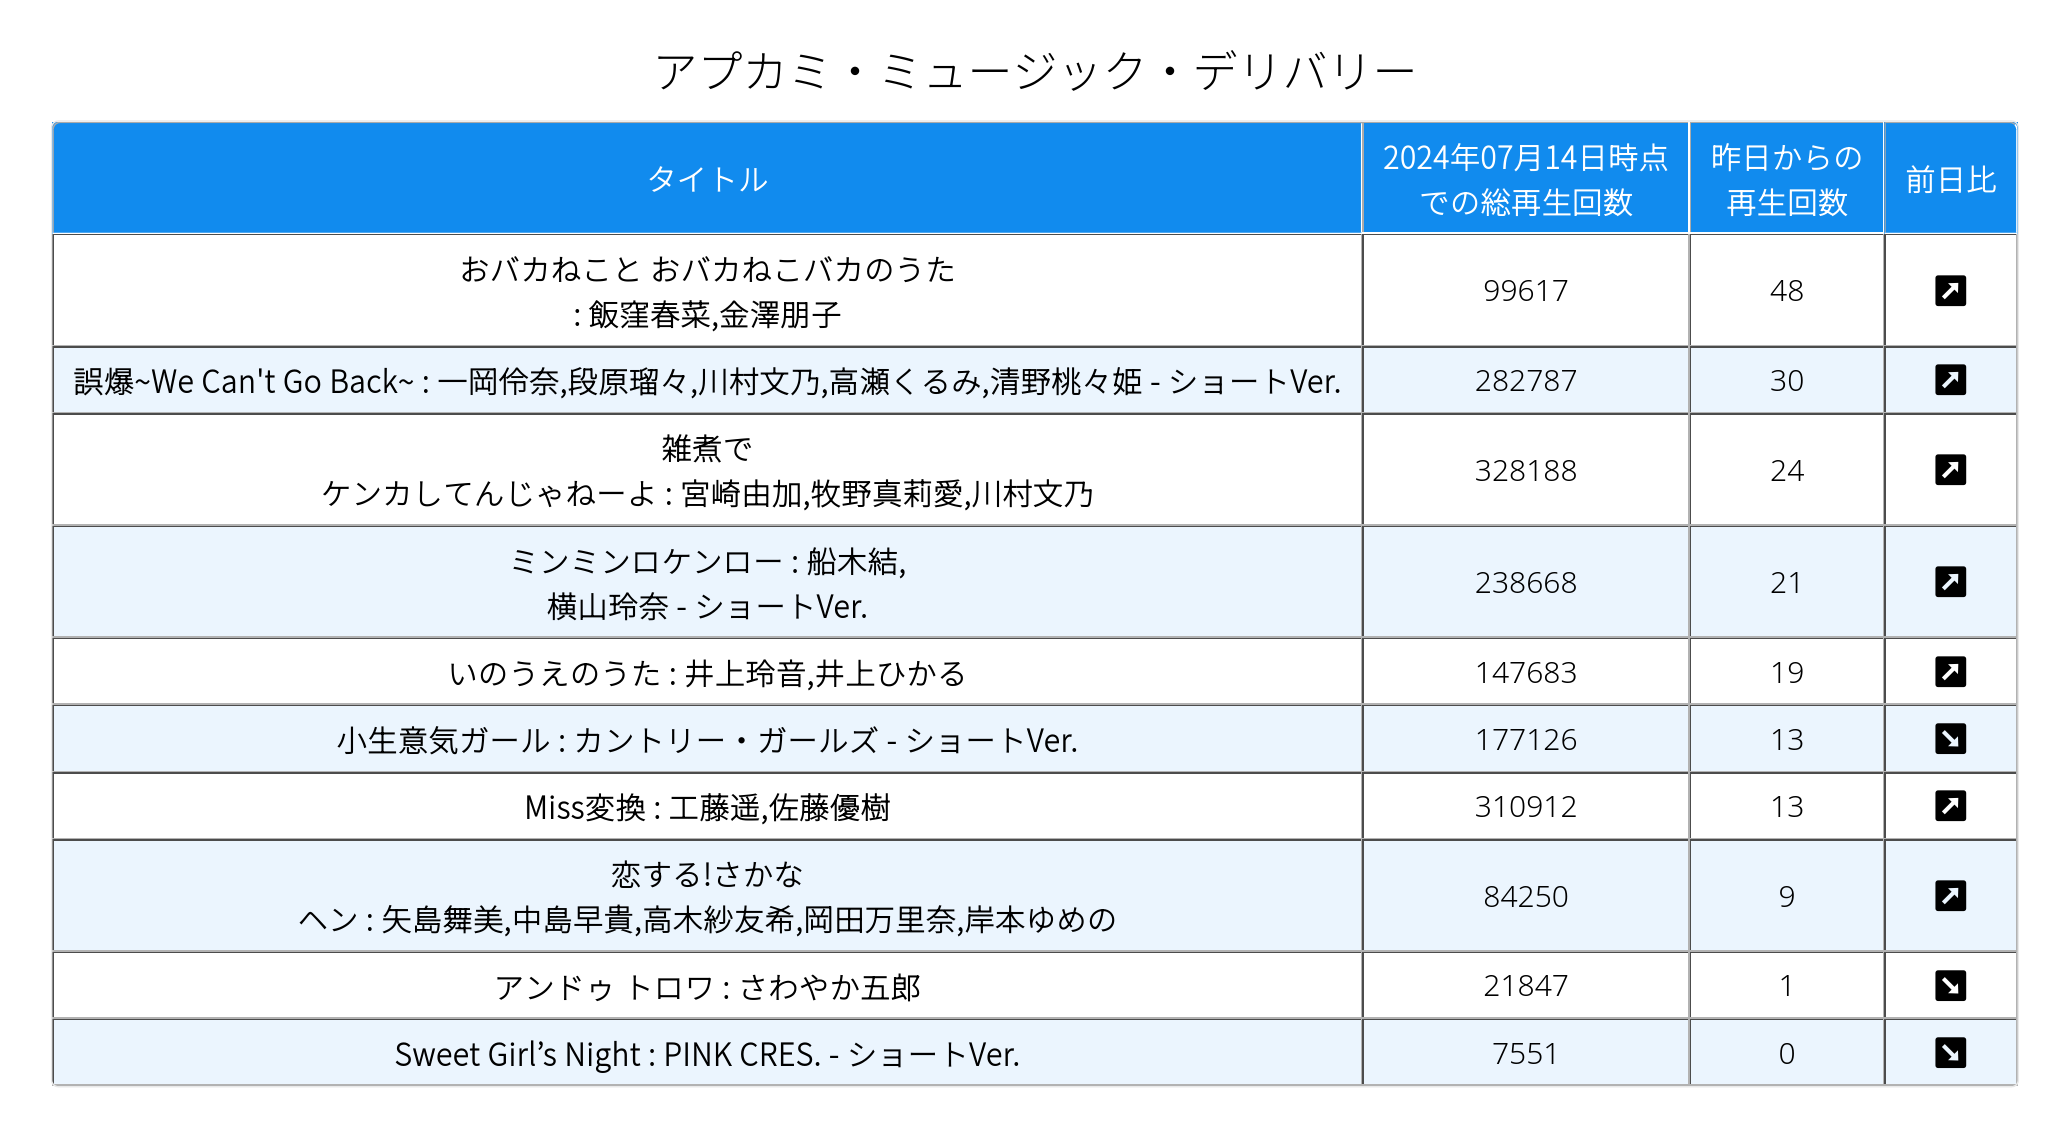 アプカミ・ミュージック・デリバリー
タイトル
2024年07月14日時点
での総再生回数
昨日からの
再生回数
前日比
おバカねこと おバカねこバカのうた
: 飯窪春菜,金澤朋子
99617
48
誤爆~We Can't Go Back~ : 一岡伶奈,段原瑠々,川村文乃,高瀬くるみ,清野桃々姫 - ショートVer.
282787
30
雑煮で
ケンカしてんじゃねーよ : 宮崎由加,牧野真莉愛,川村文乃
328188
24
ミンミンロケンロー : 船木結,
横山玲奈 - ショートVer.
238668
21
いのうえのうた : 井上玲音,井上ひかる
147683
19
小生意気ガール : カントリー・ガールズ - ショートVer.
177126
13
Miss変換 : 工藤遥,佐藤優樹
310912
13
恋する!さかな
ヘン : 矢島舞美,中島早貴,高木紗友希,岡田万里奈,岸本ゆめの
84250
9
アンドゥ トロワ : さわやか五郎
21847
1
Sweet Girl’s Night : PINK CRES. - ショートVer.
7551
0